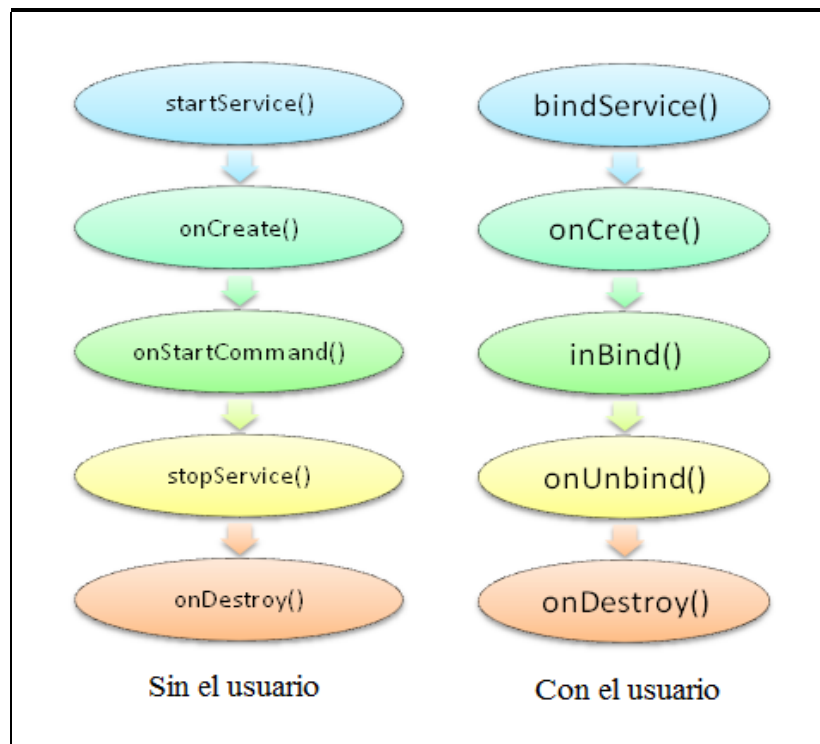 startService()
onCreate()
onStartCommand()
stopService()
onDestroy()
Sin el usuario
bindService()
onCreate()
inBind()
onUnbind()
onDestroy()
Con el usuario